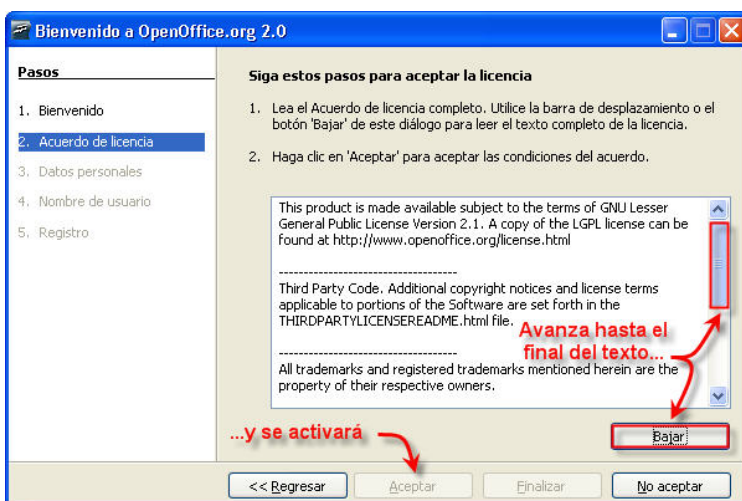 Bienvenido a OpenOffice.org 2.0
Pasos
1. Bienvenido
2. Acuerdo de licencia
3. Datos personales
4. Nombre de usuario
5. Registro
Siga estos pasos para aceptar la licencia
1. Lea el Acuerdo de licencia completo. Utilice la barra de desplazamiento o el
botón 'Bajar' de este diálogo para leer el texto completo de la licencia.
2. Haga clic en 'Aceptar' para aceptar las condiciones del acuerdo.
This product is made available subject to the terms of GNU Lesser
General Public License Version 2.1. A copy of the LGPL license can be
found at http://www.openoffice.org/license.html
-----------------------------------
Third Party Code. Additional copyright notices and license terms
applicable to portions of the Software are set forth in the
THIRDPARTYLICENSEREADME.html file.
-----------------------------------
All trademarks and registered trademarks mentioned herein are the
property of their respective owners.
Avanza hasta el
final del texto...
...y se activará
Bajar
<< Regresar
Aceptar
Finalizar
No aceptar